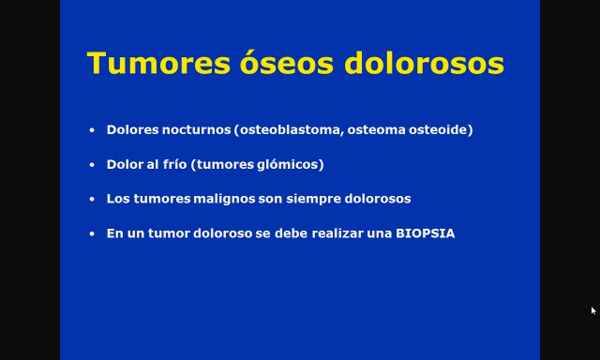 Tumores óseos dolorosos
• Dolores nocturnos (osteoblastoma, osteoma osteoide)
• Dolor al frío (tumores glómicos)
• Los tumores malignos son siempre dolorosos
• En un tumor doloroso se debe realizar una BIOPSIA